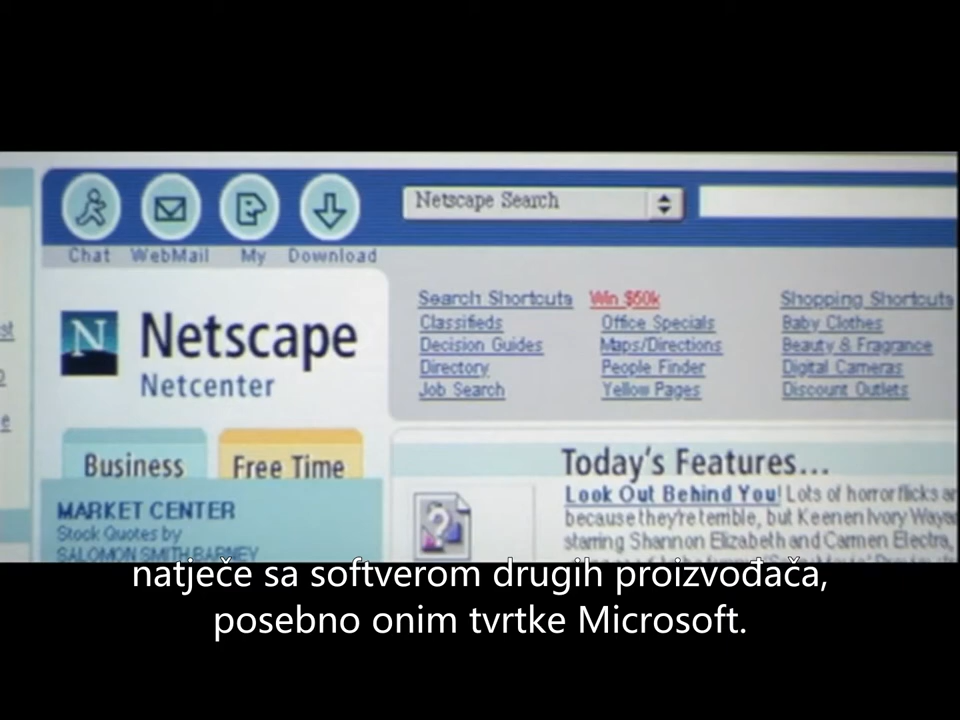 Netscape Search
Chat WebMail My Download
Search Shortcuts Win $50k Shopping Shortcuts
Classifieds Office Specials Baby Clothes
Decision Guides Maps/Directions Beauty & Fragrance
Directory People Finder Digital Cameras
Job Search Yellow Pages Discount Outlets
N Netscape
Netcenter
Business Free Time
MARKET CENTER
Stock Quotes by
SALOMON SMITH BARNEY
Today's Features...
Look Out Behind You! Lots of horror flicks
because they're terrible, but Keenen Ivory
starring Shannon Elizabeth and Carmen Electra,
natječe sa softverom drugih proizvođača,
posebno onim tvrtke Microsoft.